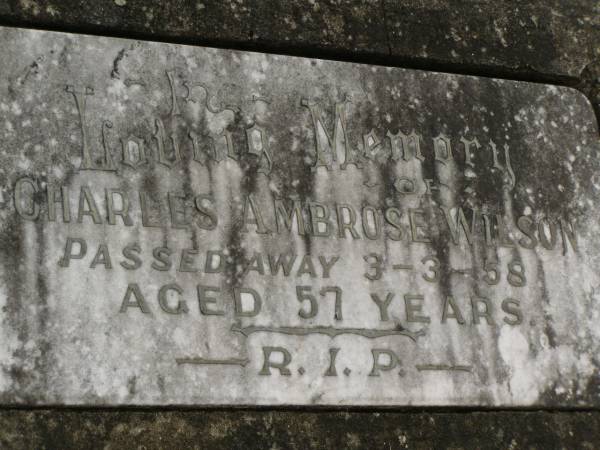 In Loving Memory
- OF -
CHARLES AMBROSE WILSON
PASSED AWAY 3-3-58
AGED 57 YEARS
R.I.P.